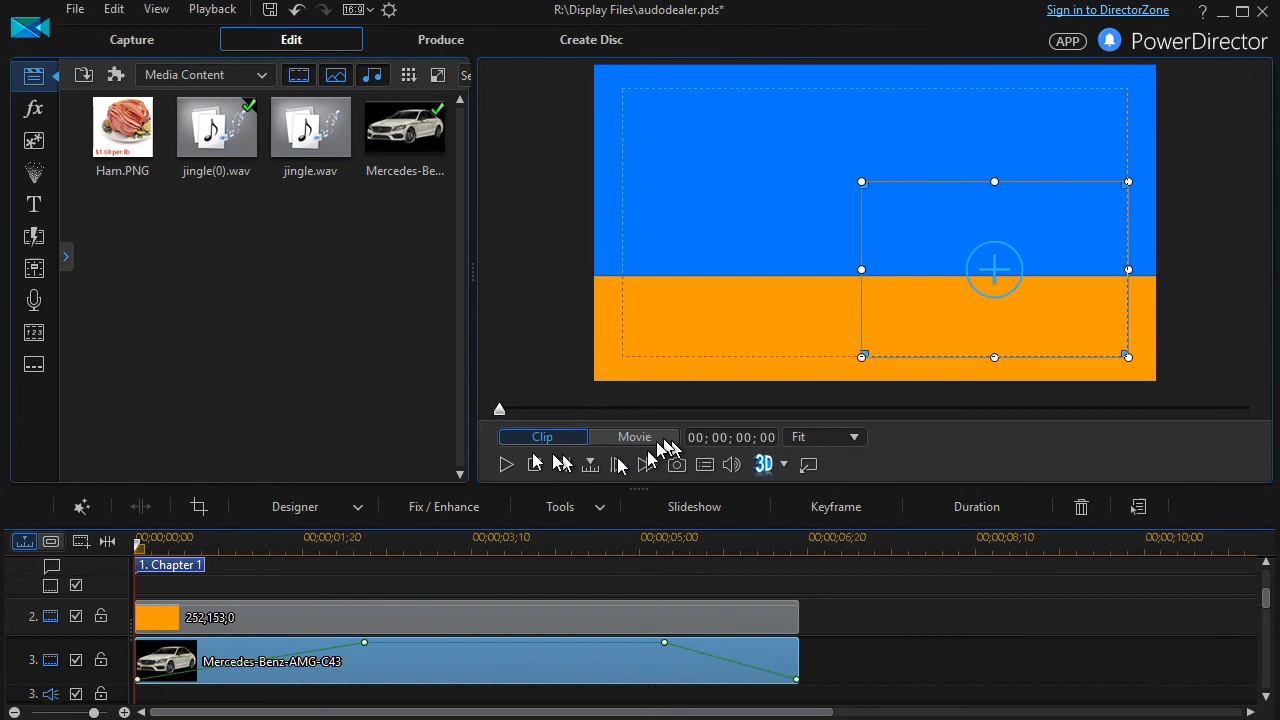 File Edit View Playback 16:9 R:\Display Files\audodealer.pds* Sign in to DirectorZone ?
Capture Edit Produce Create Disc APP PowerDirector
Media Content Se
$1.69 per lb.
Ham.PNG jingle(0).wav jingle.wav Mercedes-Be...
fx
T
123
Clip Movie 00; 00; 00; 00 Fit
3D
Designer Fix / Enhance Tools Slideshow Keyframe Duration
00;00;00;00 00;00;01;20 00;00;03;10 00;00;05;00 00;00;06;20 00;00;08;10 00;00;10;00
1. Chapter 1
2. 252,153,0
3. Mercedes-Benz-AMG-C43
3.